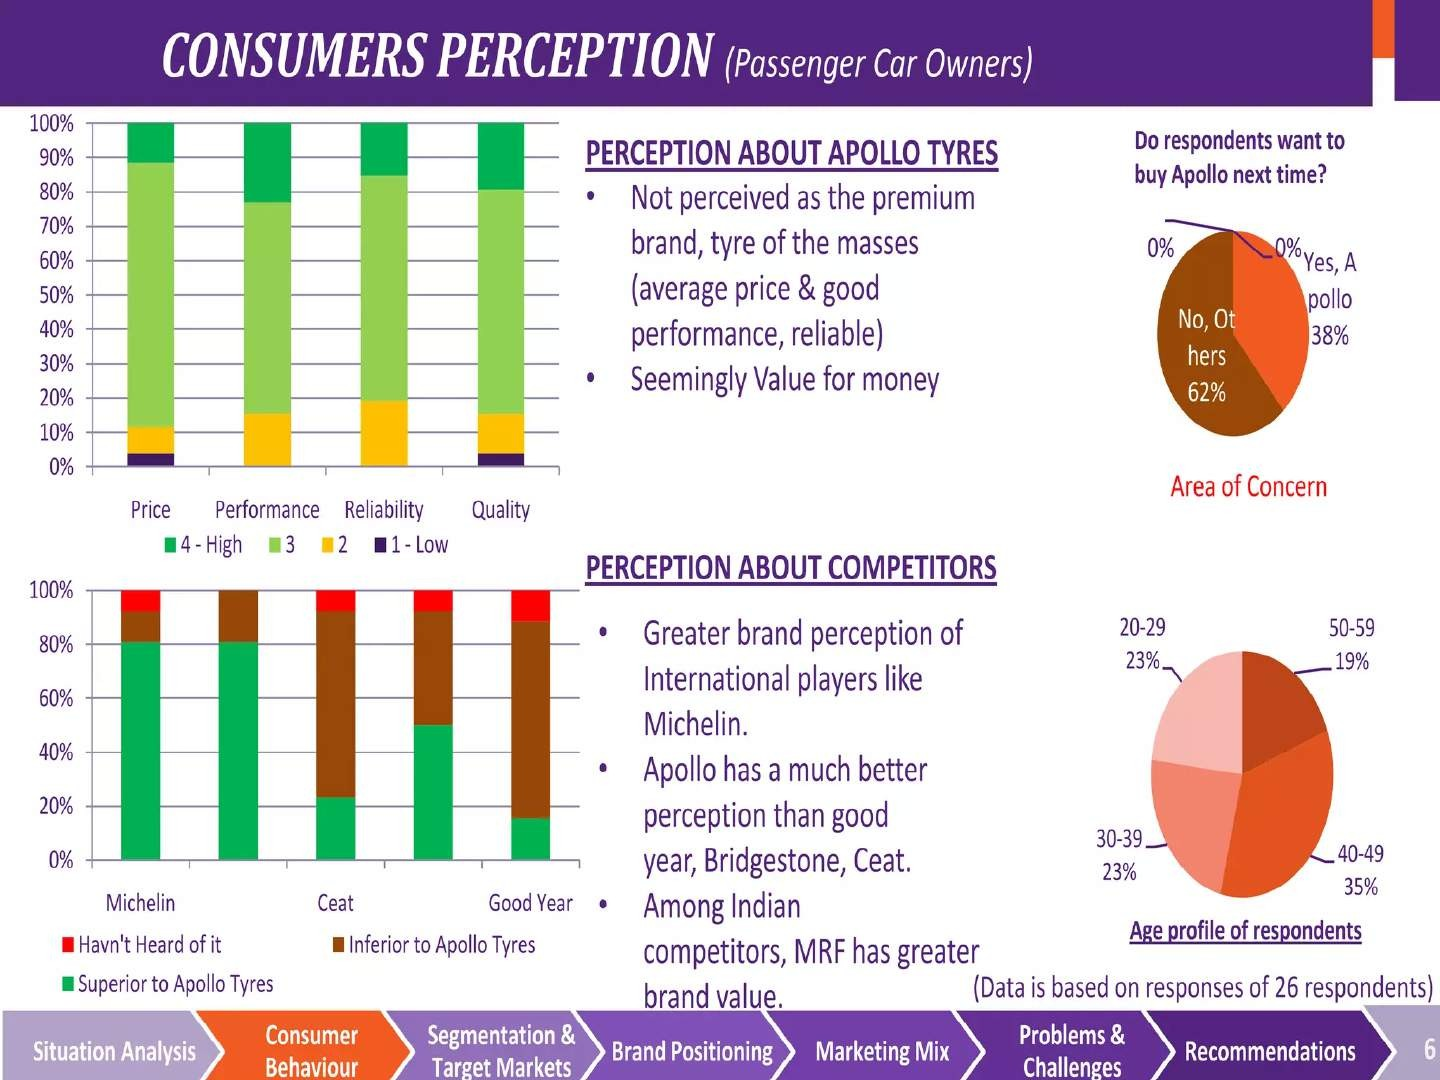 CONSUMERS PERCEPTION (Passenger Car Owners)
100%
90%
80%
70%
60%
50%
40%
30%
20%
10%
0%
Price Performance Reliability Quality
4 - High 3 2 1 - Low
PERCEPTION ABOUT APOLLO TYRES
• Not perceived as the premium
brand, tyre of the masses
(average price & good
performance, reliable)
• Seemingly Value for money
Do respondents want to
buy Apollo next time?
0%
0%
Yes, A
pollo
38%
No, Ot
hers
62%
Area of Concern
100%
80%
60%
40%
20%
0%
Michelin Ceat Good Year
Havn't Heard of it Inferior to Apollo Tyres
Superior to Apollo Tyres
PERCEPTION ABOUT COMPETITORS
• Greater brand perception of
International players like
Michelin.
• Apollo has a much better
perception than good
year, Bridgestone, Ceat.
• Among Indian
competitors, MRF has greater
brand value.
20-29
23%
50-59
19%
30-39
23%
40-49
35%
Age profile of respondents
(Data is based on responses of 26 respondents)
Situation Analysis
Consumer
Behaviour
Segmentation &
Target Markets
Brand Positioning
Marketing Mix
Problems &
Challenges
Recommendations
6